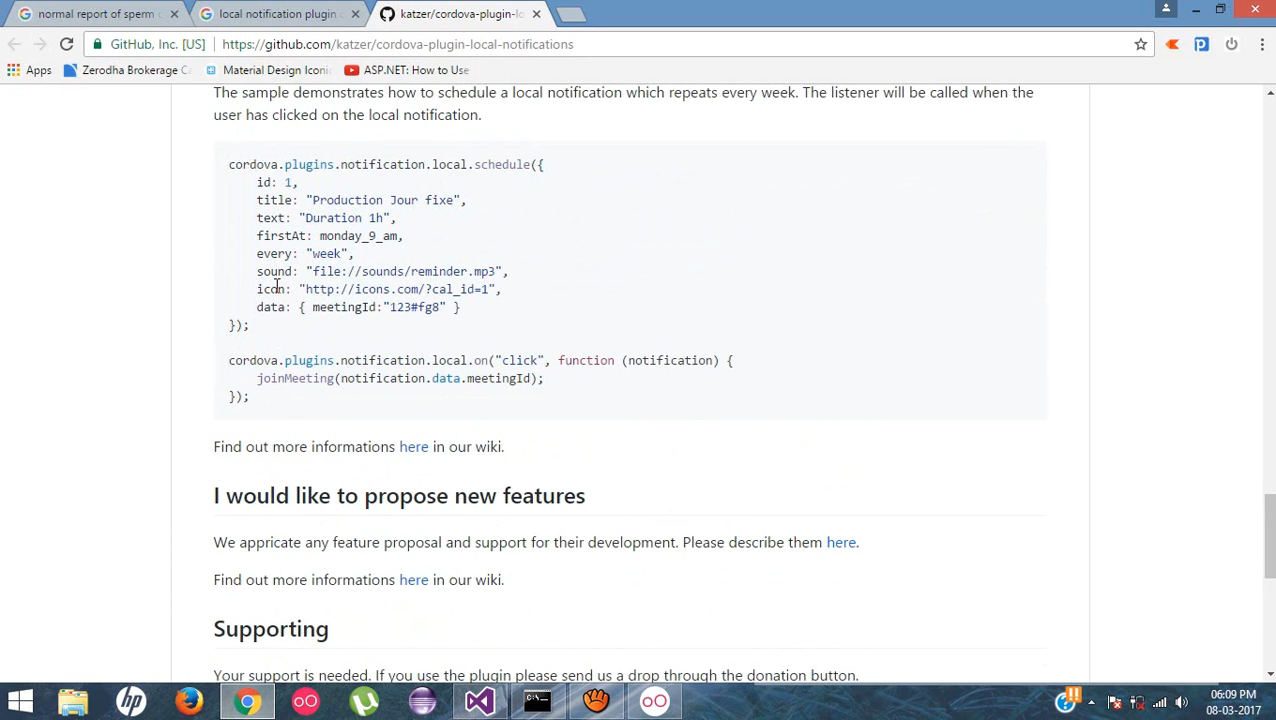 normal report of sperm c
local notification plugin c
katzer/cordova-plugin-lo
GitHub, Inc. [US]
https://github.com/katzer/cordova-plugin-local-notifications
Apps
Zerodha Brokerage Ca
Material Design Iconic
ASP.NET: How to Use
The sample demonstrates how to schedule a local notification which repeats every week. The listener will be called when the
user has clicked on the local notification.
cordova.plugins.notification.local.schedule({
id: 1,
title: "Production Jour fixe",
text: "Duration 1h",
firstAt: monday_9_am,
every: "week",
sound: "file://sounds/reminder.mp3",
icon: "http://icons.com/?cal_id=1",
data: { meetingId:"123#fg8" }
});
cordova.plugins.notification.local.on("click", function (notification) {
joinMeeting(notification.data.meetingId);
});
Find out more informations here in our wiki.
I would like to propose new features
We appricate any feature proposal and support for their development. Please describe them here.
Find out more informations here in our wiki.
Supporting
Your support is needed. If you use the plugin please send us a drop through the donation button.
06:09 PM
08-03-2017